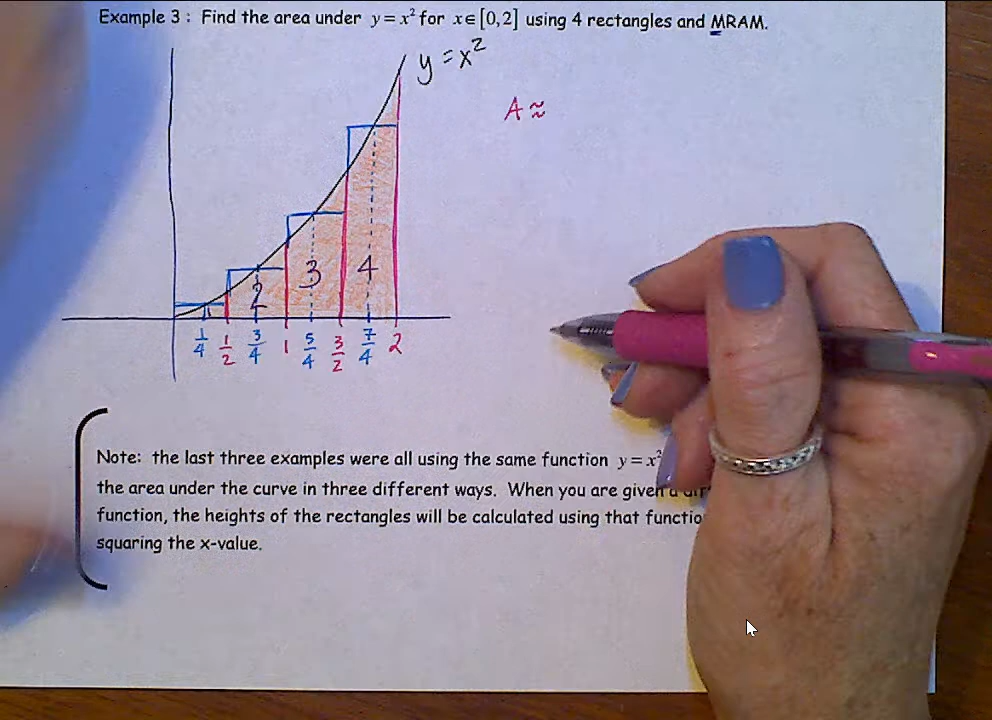 Example 3 : Find the area under y = x² for x ∈ [0, 2] using 4 rectangles and MRAM.
y = x²
A ≈
2 3 4
1/4 1/2 3/4 1 5/4 3/2 7/4 2
Note: the last three examples were all using the same function y = x²
the area under the curve in three different ways. When you are given a
function, the heights of the rectangles will be calculated using that
squaring the x-value.